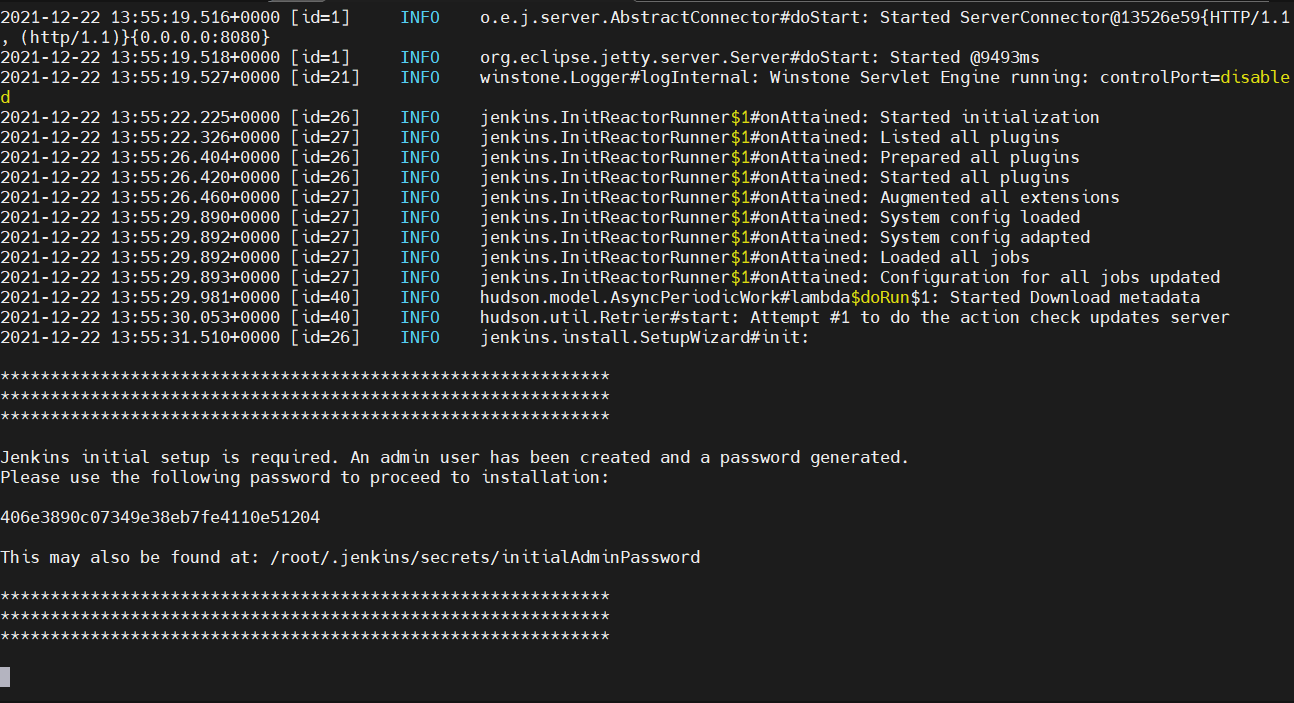 2021-12-22 13:55:19.516+0000 [id=1]     INFO    o.e.j.server.AbstractConnector#doStart: Started ServerConnector@13526e59{HTTP/1.1
, (http/1.1)}{0.0.0.0:8080}
2021-12-22 13:55:19.518+0000 [id=1]     INFO    org.eclipse.jetty.server.Server#doStart: Started @9493ms
2021-12-22 13:55:19.527+0000 [id=21]    INFO    winstone.Logger#logInternal: Winstone Servlet Engine running: controlPort=disable
d
2021-12-22 13:55:22.225+0000 [id=26]    INFO    jenkins.InitReactorRunner$1#onAttained: Started initialization
2021-12-22 13:55:22.326+0000 [id=27]    INFO    jenkins.InitReactorRunner$1#onAttained: Listed all plugins
2021-12-22 13:55:26.404+0000 [id=26]    INFO    jenkins.InitReactorRunner$1#onAttained: Prepared all plugins
2021-12-22 13:55:26.420+0000 [id=26]    INFO    jenkins.InitReactorRunner$1#onAttained: Started all plugins
2021-12-22 13:55:26.460+0000 [id=27]    INFO    jenkins.InitReactorRunner$1#onAttained: Augmented all extensions
2021-12-22 13:55:29.890+0000 [id=27]    INFO    jenkins.InitReactorRunner$1#onAttained: System config loaded
2021-12-22 13:55:29.892+0000 [id=27]    INFO    jenkins.InitReactorRunner$1#onAttained: System config adapted
2021-12-22 13:55:29.892+0000 [id=27]    INFO    jenkins.InitReactorRunner$1#onAttained: Loaded all jobs
2021-12-22 13:55:29.893+0000 [id=27]    INFO    jenkins.InitReactorRunner$1#onAttained: Configuration for all jobs updated
2021-12-22 13:55:29.981+0000 [id=40]    INFO    hudson.model.AsyncPeriodicWork#lambda$doRun$1: Started Download metadata
2021-12-22 13:55:30.053+0000 [id=40]    INFO    hudson.util.Retrier#start: Attempt #1 to do the action check updates server
2021-12-22 13:55:31.510+0000 [id=26]    INFO    jenkins.install.SetupWizard#init:
*************************************************************
*************************************************************
*************************************************************
Jenkins initial setup is required. An admin user has been created and a password generated.
Please use the following password to proceed to installation:
406e3890c07349e38eb7fe4110e51204
This may also be found at: /root/.jenkins/secrets/initialAdminPassword
*************************************************************
*************************************************************
*************************************************************